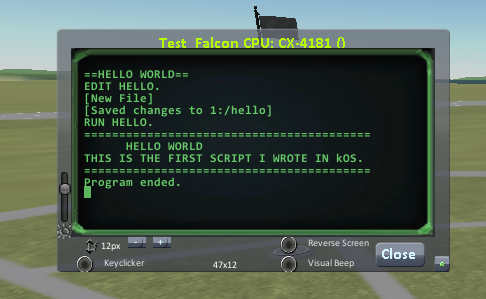 Test Falcon CPU: CX-4181 ()
==HELLO WORLD==
EDIT HELLO.
[New File]
[Saved changes to 1:/hello]
RUN HELLO.
=========================================
HELLO WORLD
THIS IS THE FIRST SCRIPT I WROTE IN kOS.
=========================================
Program ended.
12px - +
Reverse Screen
Close
Keyclicker
47x12
Visual Beep